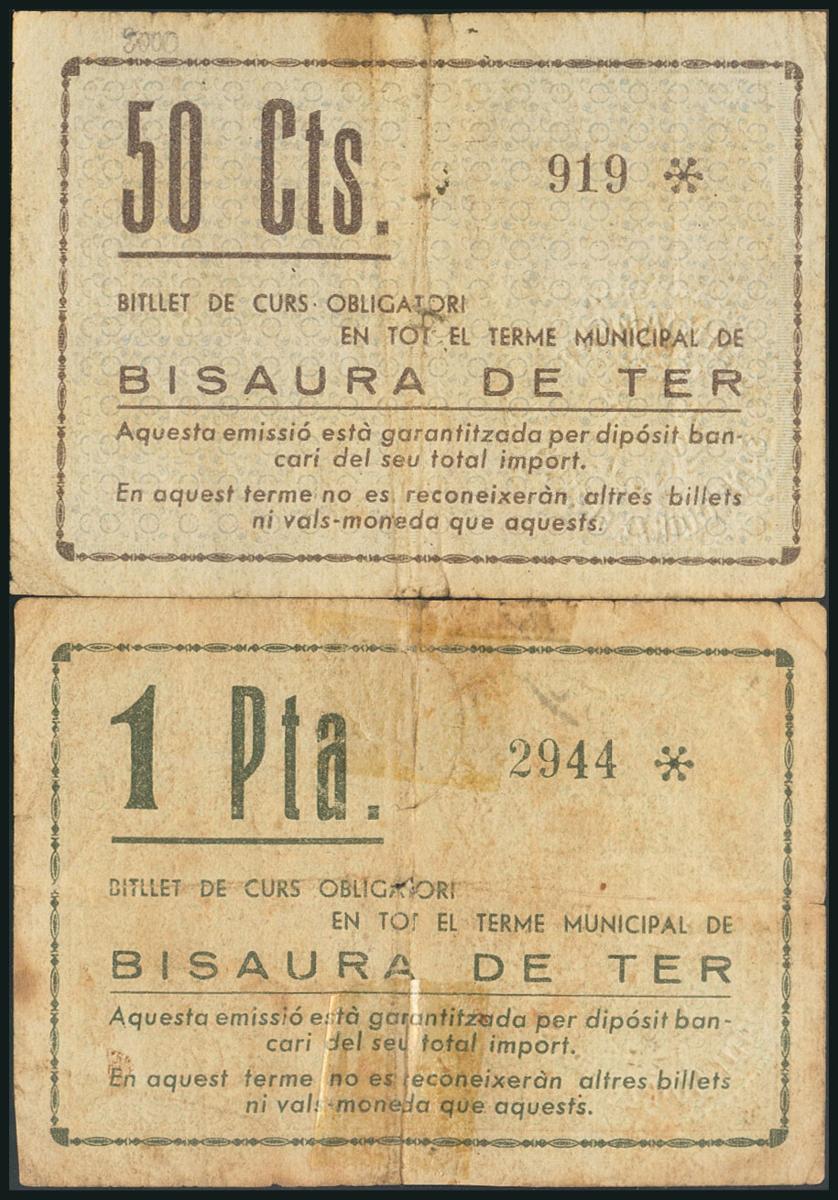 5000
50 Cts.
919 *
BITLLET DE CURS OBLIGATORI
EN TOT EL TERME MUNICIPAL DE
BISAURA DE TER
Aquesta emissió està garantitzada per dipósit ban-
cari del seu total import.
En aquest terme no es reconeixeràn altres billets
ni vals-moneda que aquests.
1 Pta.
2944 *
BITLLET DE CURS OBLIGATORI
EN TOT EL TERME MUNICIPAL DE
BISAURA DE TER
Aquesta emissió està garantitzada per dipósit ban-
cari del seu total import.
En aquest terme no es reconeixeràn altres billets
ni vals-moneda que aquests.